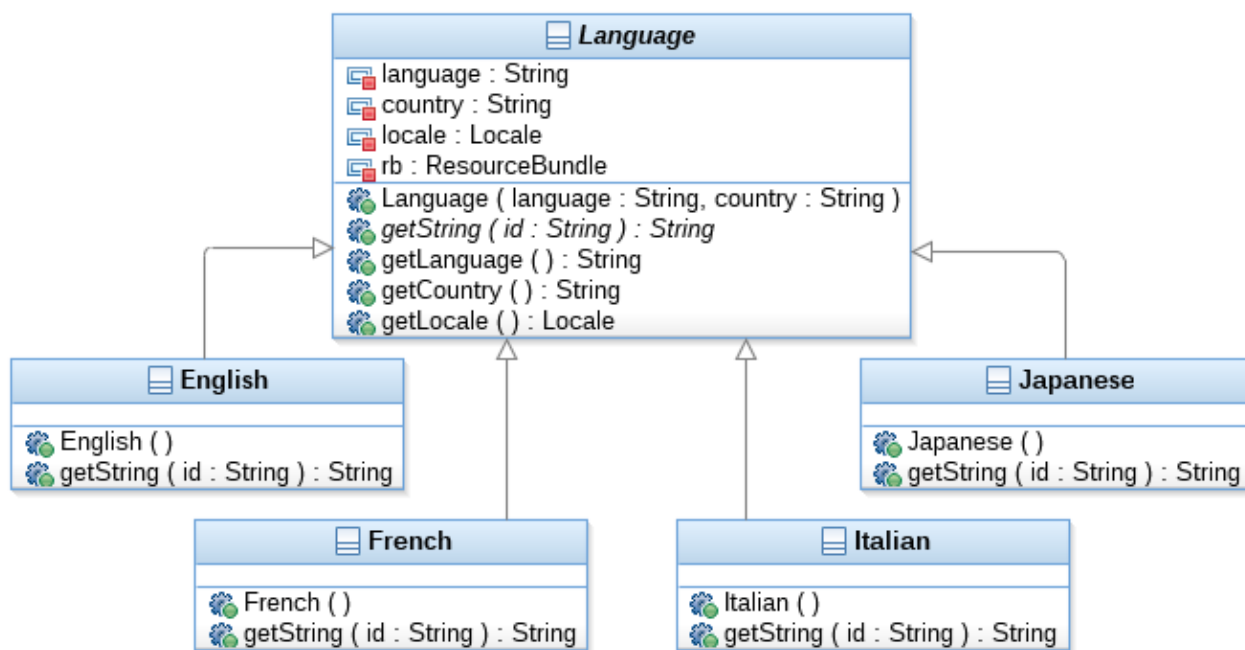 Language
language : String
country : String
locale : Locale
rb : ResourceBundle
Language ( language : String, country : String )
getString ( id : String ) : String
getLanguage ( ) : String
getCountry ( ) : String
getLocale ( ) : Locale
English
English ( )
getString ( id : String ) : String
Japanese
Japanese ( )
getString ( id : String ) : String
French
French ( )
getString ( id : String ) : String
Italian
Italian ( )
getString ( id : String ) : String